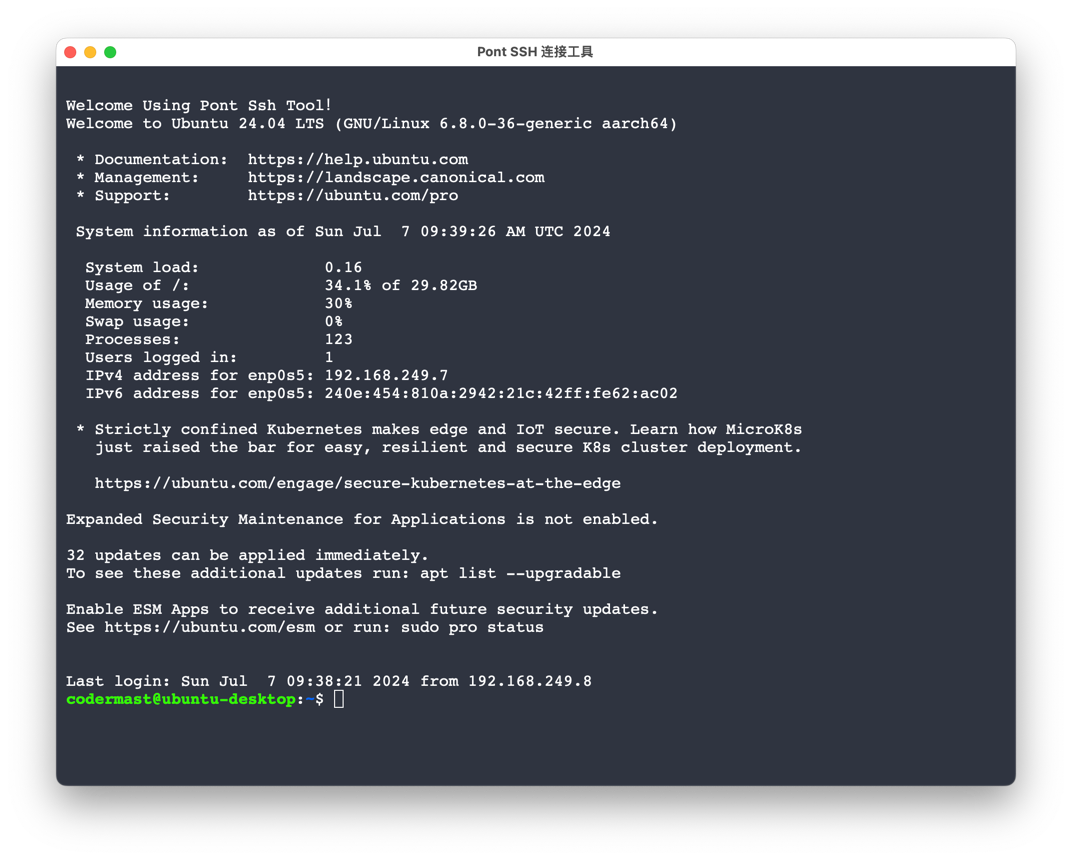 Pont SSH 连接工具
Welcome Using Pont Ssh Tool!
Welcome to Ubuntu 24.04 LTS (GNU/Linux 6.8.0-36-generic aarch64)
* Documentation:  https://help.ubuntu.com
* Management:     https://landscape.canonical.com
* Support:        https://ubuntu.com/pro
System information as of Sun Jul  7 09:39:26 AM UTC 2024
System load:             0.16
Usage of /:              34.1% of 29.82GB
Memory usage:            30%
Swap usage:              0%
Processes:               123
Users logged in:         1
IPv4 address for enp0s5: 192.168.249.7
IPv6 address for enp0s5: 240e:454:810a:2942:21c:42ff:fe62:ac02
* Strictly confined Kubernetes makes edge and IoT secure. Learn how MicroK8s
just raised the bar for easy, resilient and secure K8s cluster deployment.
https://ubuntu.com/engage/secure-kubernetes-at-the-edge
Expanded Security Maintenance for Applications is not enabled.
32 updates can be applied immediately.
To see these additional updates run: apt list --upgradable
Enable ESM Apps to receive additional future security updates.
See https://ubuntu.com/esm or run: sudo pro status
Last login: Sun Jul  7 09:38:21 2024 from 192.168.249.8
codermast@ubuntu-desktop:~$